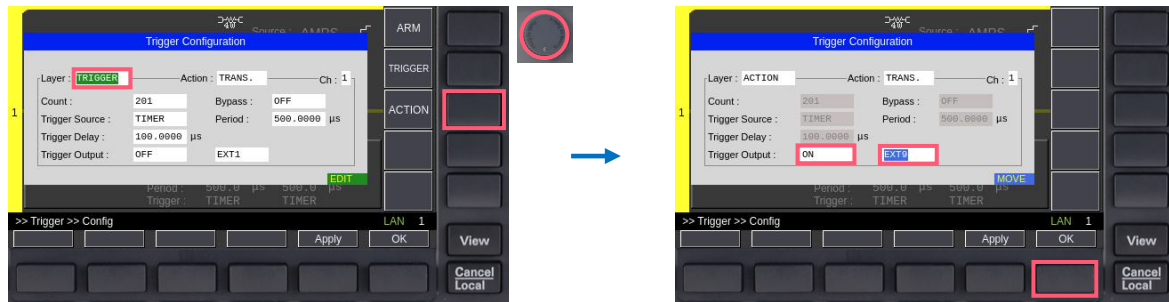 Source : AMPS
Trigger Configuration
Layer : TRIGGER Action : TRANS. Ch : 1
Count : 201 Bypass : OFF
Trigger Source : TIMER Period : 500.0000 µs
Trigger Delay : 100.0000 µs
Trigger Output : OFF EXT1
EDIT
Period : 500.0 µs 500.0 µs
Trigger : TIMER TIMER
1
ARM
TRIGGER
ACTION
>> Trigger >> Config LAN 1
Apply OK
View
Cancel
Local
Source : AMPS
Trigger Configuration
Layer : ACTION Action : TRANS. Ch : 1
Count : 201 Bypass : OFF
Trigger Source : TIMER Period : 500.0000 µs
Trigger Delay : 100.0000 µs
Trigger Output : ON EXT9
MOVE
Period : 500.0 µs 500.0 µs
Trigger : TIMER TIMER
1
>> Trigger >> Config LAN 1
Apply OK
View
Cancel
Local